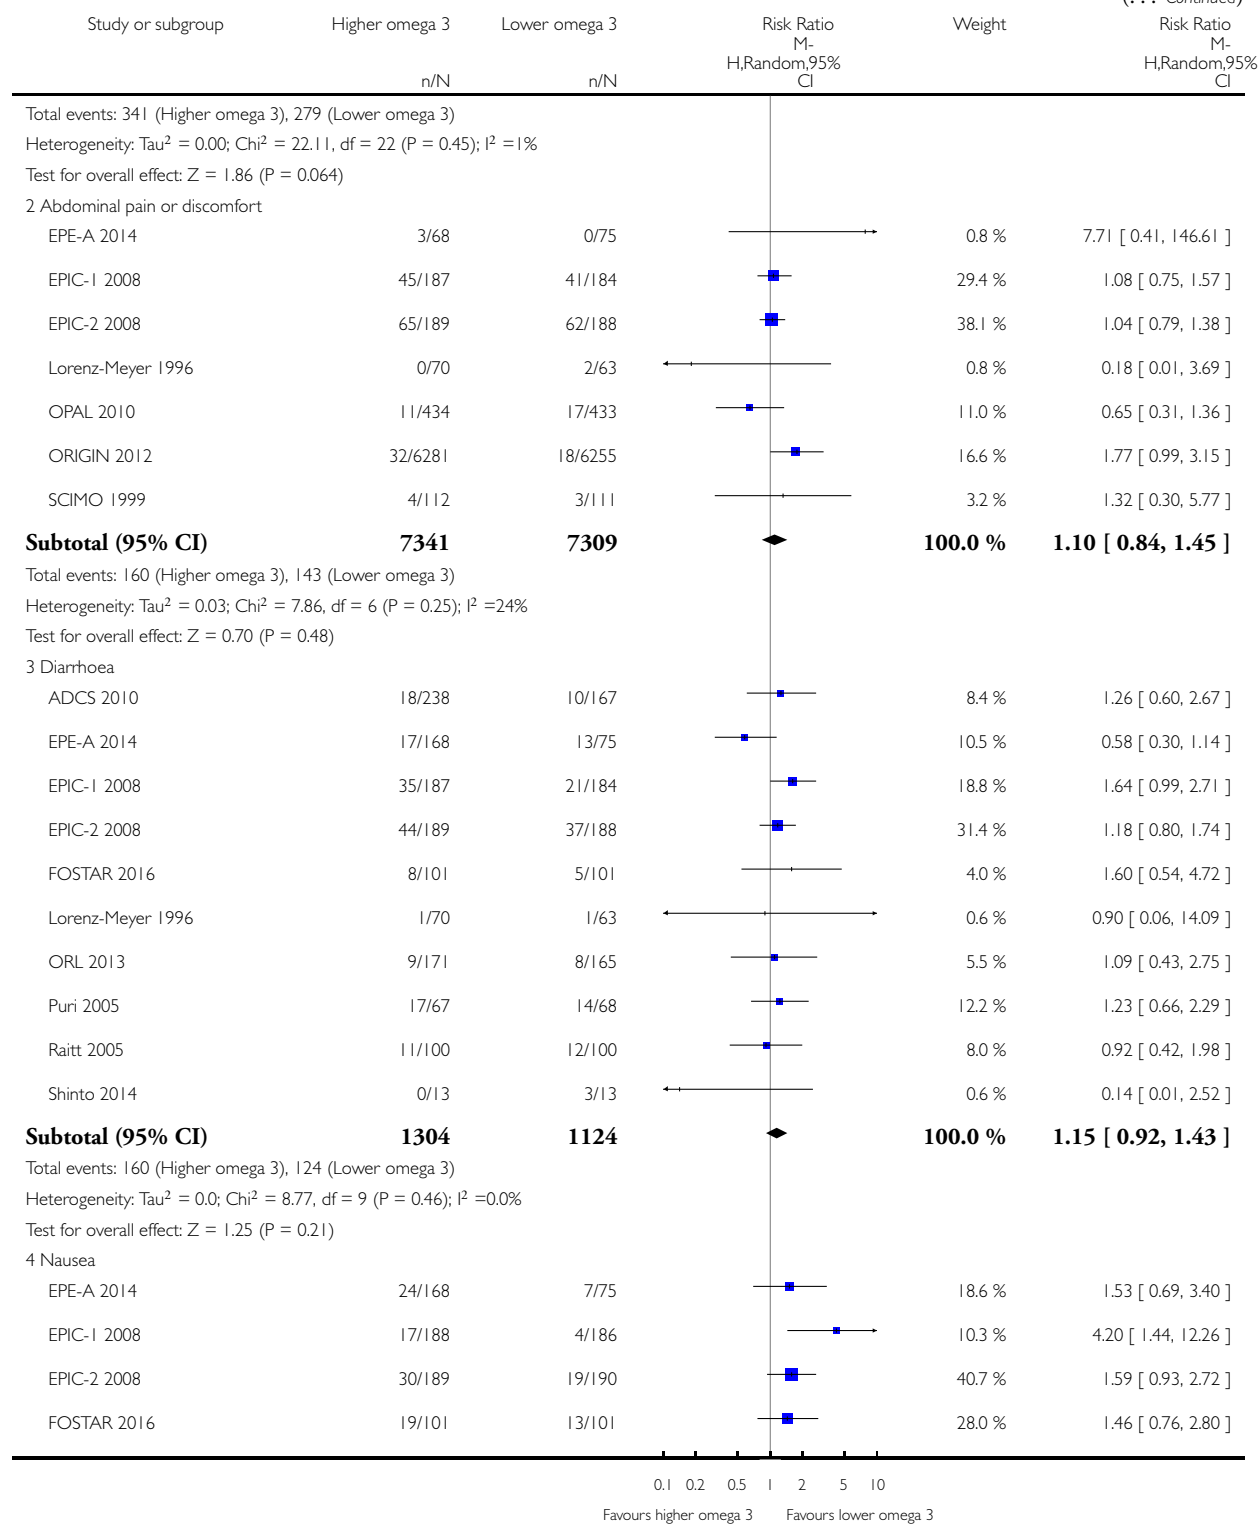 (... Continued)
Study or subgroup Higher omega 3 Lower omega 3 Risk Ratio Weight Risk Ratio
M- M-
H,Random,95% H,Random,95%
n/N n/N CI CI
Total events: 341 (Higher omega 3), 279 (Lower omega 3)
Heterogeneity: Tau² = 0.00; Chi² = 22.11, df = 22 (P = 0.45); I² =1%
Test for overall effect: Z = 1.86 (P = 0.064)
2 Abdominal pain or discomfort
EPE-A 2014 3/68 0/75 0.8 % 7.71 [ 0.41, 146.61 ]
EPIC-1 2008 45/187 41/184 29.4 % 1.08 [ 0.75, 1.57 ]
EPIC-2 2008 65/189 62/188 38.1 % 1.04 [ 0.79, 1.38 ]
Lorenz-Meyer 1996 0/70 2/63 0.8 % 0.18 [ 0.01, 3.69 ]
OPAL 2010 11/434 17/433 11.0 % 0.65 [ 0.31, 1.36 ]
ORIGIN 2012 32/6281 18/6255 16.6 % 1.77 [ 0.99, 3.15 ]
SCIMO 1999 4/112 3/111 3.2 % 1.32 [ 0.30, 5.77 ]
Subtotal (95% CI) 7341 7309 100.0 % 1.10 [ 0.84, 1.45 ]
Total events: 160 (Higher omega 3), 143 (Lower omega 3)
Heterogeneity: Tau² = 0.03; Chi² = 7.86, df = 6 (P = 0.25); I² =24%
Test for overall effect: Z = 0.70 (P = 0.48)
3 Diarrhoea
ADCS 2010 18/238 10/167 8.4 % 1.26 [ 0.60, 2.67 ]
EPE-A 2014 17/168 13/75 10.5 % 0.58 [ 0.30, 1.14 ]
EPIC-1 2008 35/187 21/184 18.8 % 1.64 [ 0.99, 2.71 ]
EPIC-2 2008 44/189 37/188 31.4 % 1.18 [ 0.80, 1.74 ]
FOSTAR 2016 8/101 5/101 4.0 % 1.60 [ 0.54, 4.72 ]
Lorenz-Meyer 1996 1/70 1/63 0.6 % 0.90 [ 0.06, 14.09 ]
ORL 2013 9/171 8/165 5.5 % 1.09 [ 0.43, 2.75 ]
Puri 2005 17/67 14/68 12.2 % 1.23 [ 0.66, 2.29 ]
Raitt 2005 11/100 12/100 8.0 % 0.92 [ 0.42, 1.98 ]
Shinto 2014 0/13 3/13 0.6 % 0.14 [ 0.01, 2.52 ]
Subtotal (95% CI) 1304 1124 100.0 % 1.15 [ 0.92, 1.43 ]
Total events: 160 (Higher omega 3), 124 (Lower omega 3)
Heterogeneity: Tau² = 0.0; Chi² = 8.77, df = 9 (P = 0.46); I² =0.0%
Test for overall effect: Z = 1.25 (P = 0.21)
4 Nausea
EPE-A 2014 24/168 7/75 18.6 % 1.53 [ 0.69, 3.40 ]
EPIC-1 2008 17/188 4/186 10.3 % 4.20 [ 1.44, 12.26 ]
EPIC-2 2008 30/189 19/190 40.7 % 1.59 [ 0.93, 2.72 ]
FOSTAR 2016 19/101 13/101 28.0 % 1.46 [ 0.76, 2.80 ]
0.1 0.2 0.5 1 2 5 10
Favours higher omega 3 Favours lower omega 3